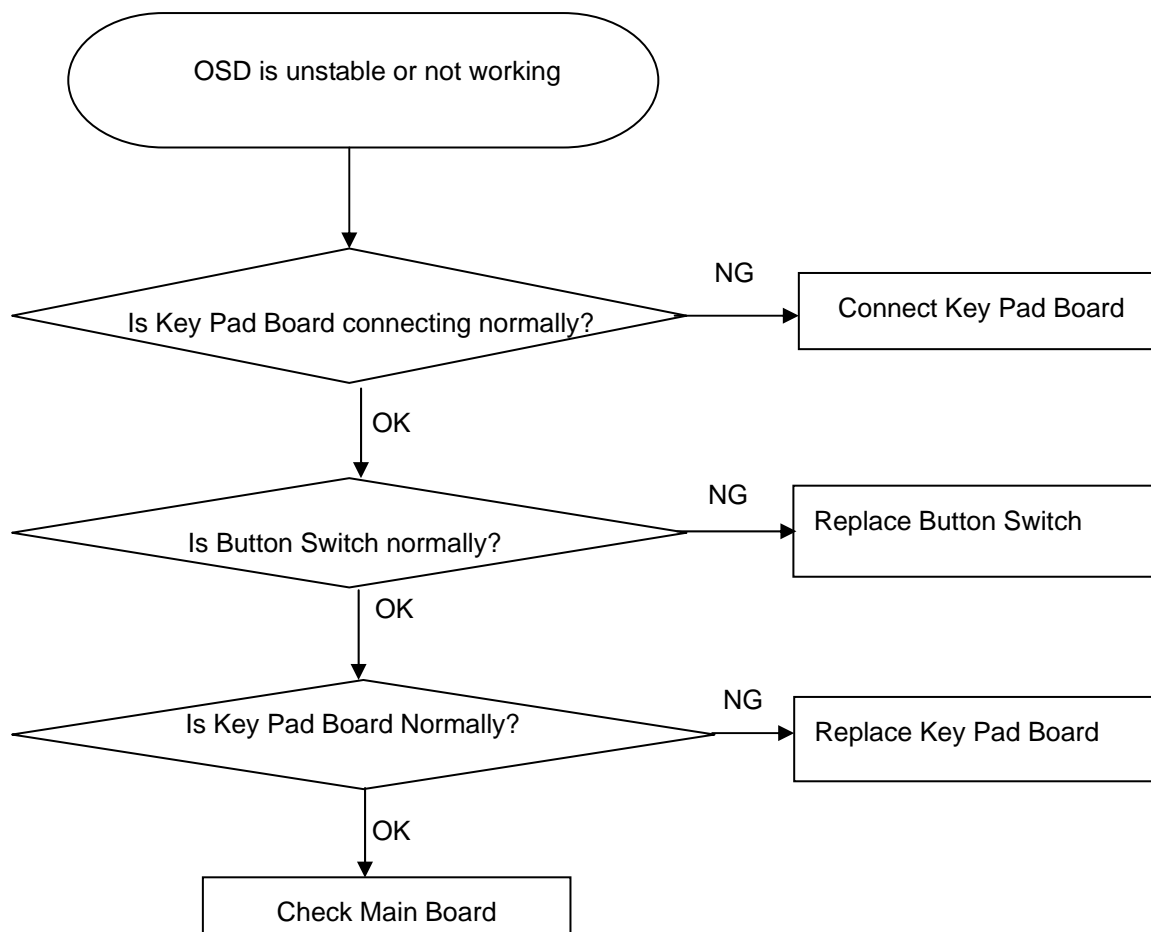 OSD is unstable or not working
NG
Is Key Pad Board connecting normally?
Connect Key Pad Board
OK
NG
Is Button Switch normally?
Replace Button Switch
OK
NG
Is Key Pad Board Normally?
Replace Key Pad Board
OK
Check Main Board